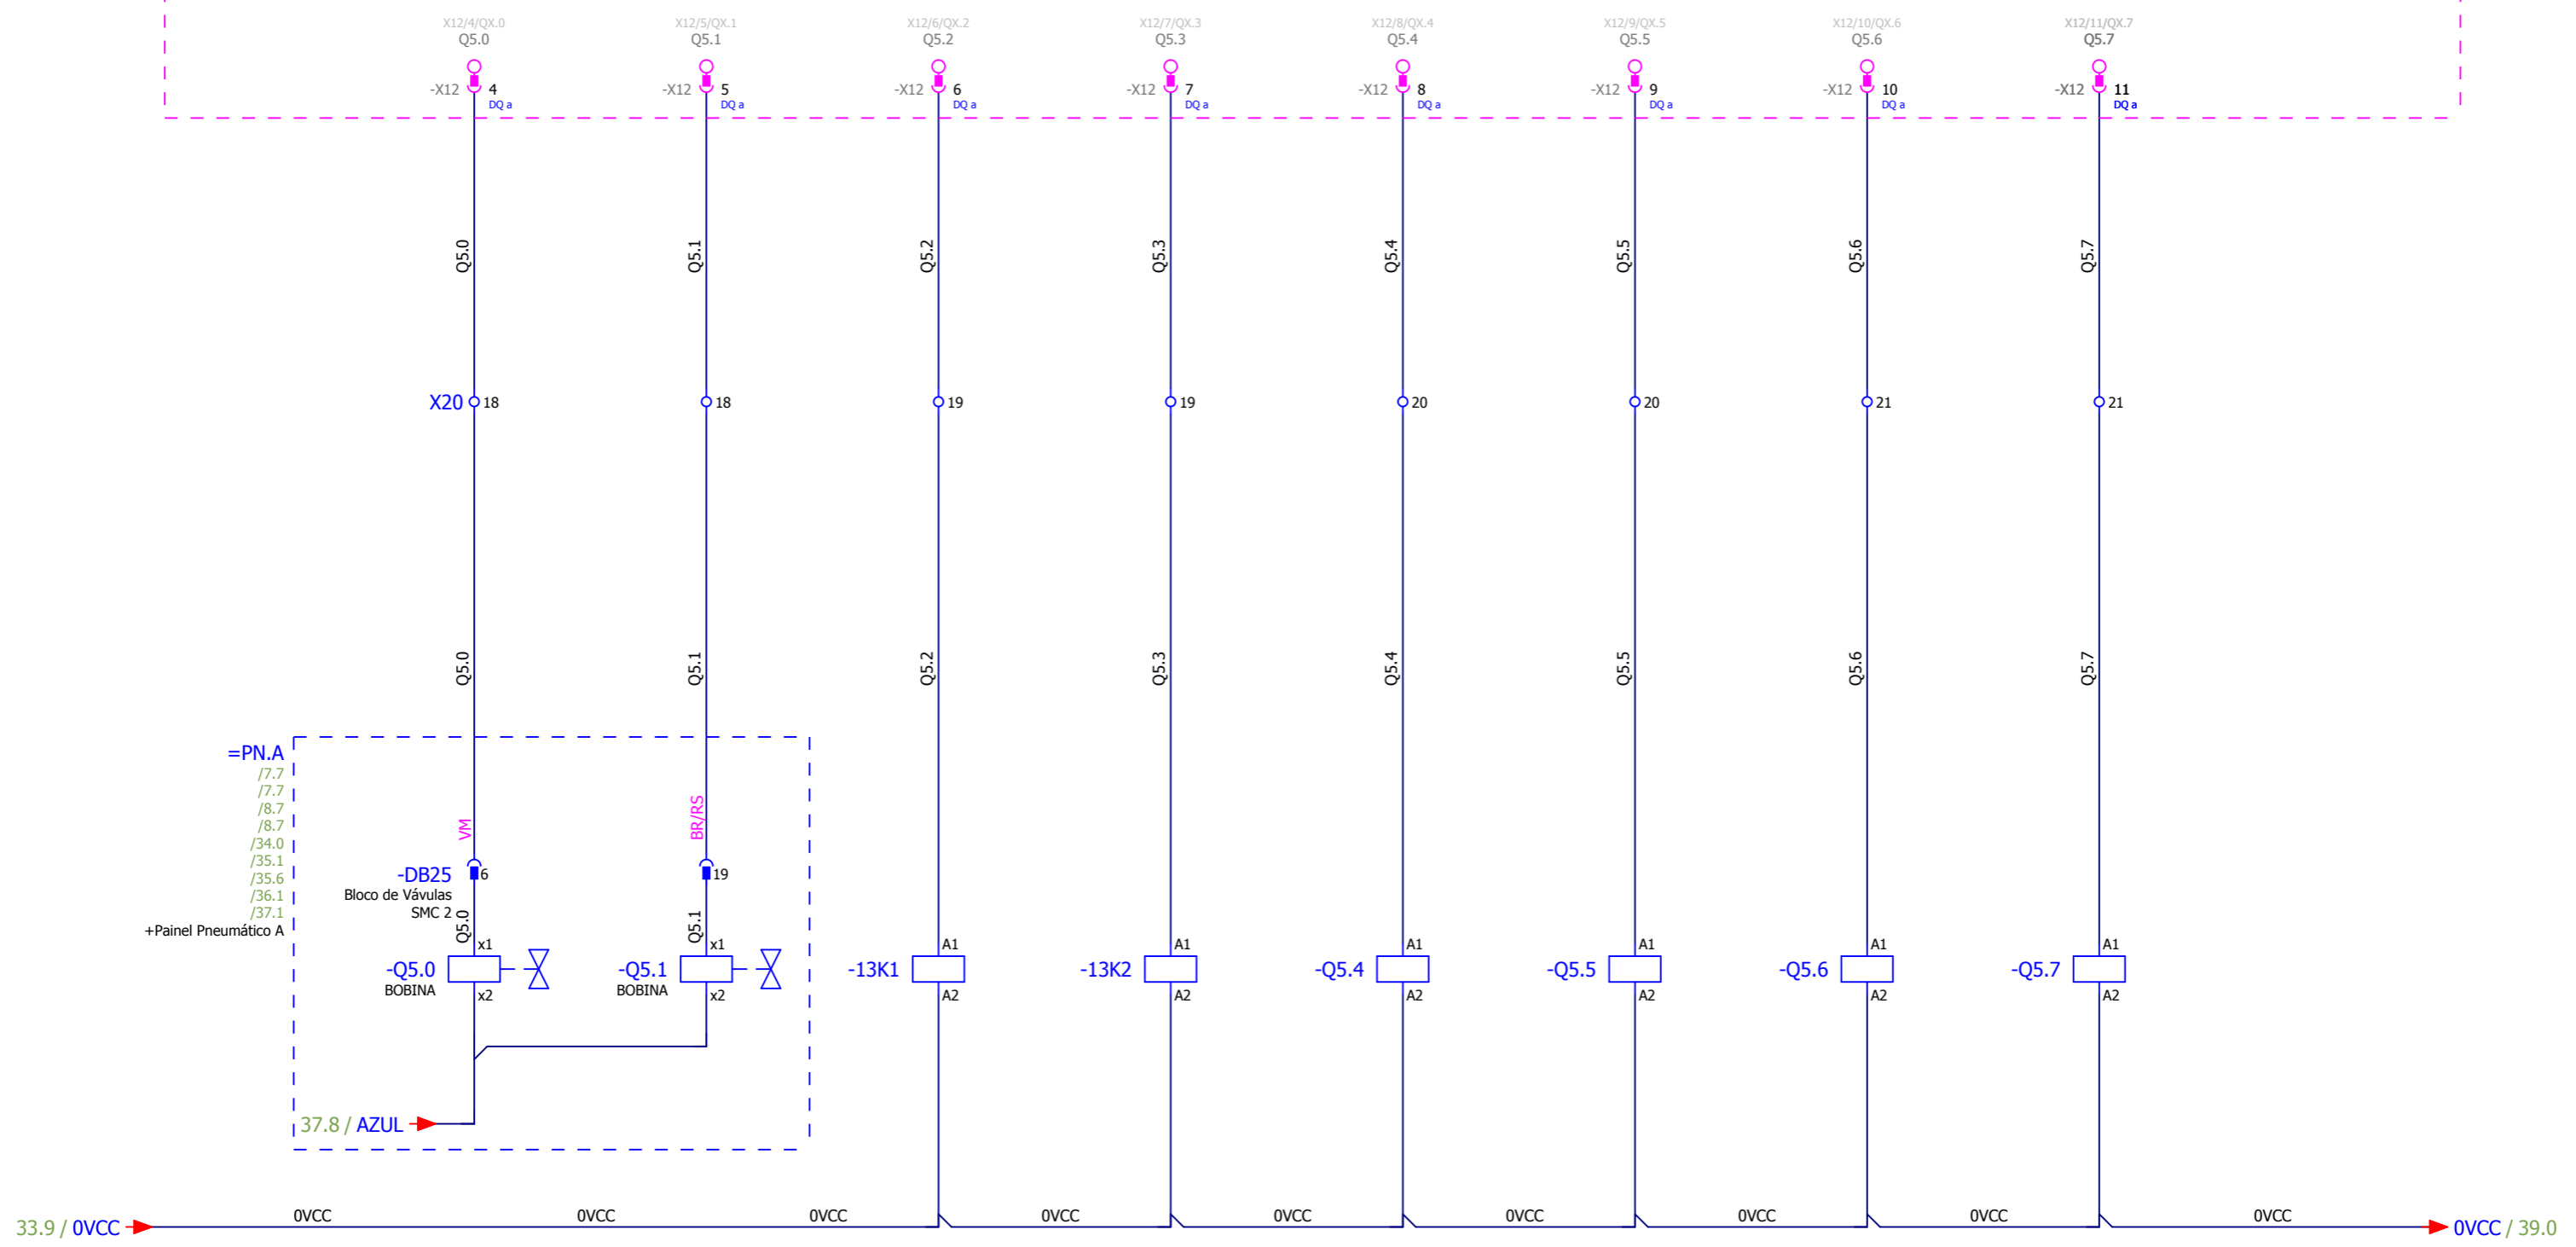 X12/4/QX.0 X12/5/QX.1 X12/6/QX.2 X12/7/QX.3 X12/8/QX.4 X12/9/QX.5 X12/10/QX.6 X12/11/QX.7
Q5.0 Q5.1 Q5.2 Q5.3 Q5.4 Q5.5 Q5.6 Q5.7
-X12 4 -X12 5 -X12 6 -X12 7 -X12 8 -X12 9 -X12 10 -X12 11
DQ a DQ a DQ a DQ a DQ a DQ a DQ a DQ a
Q5.0 Q5.1 Q5.2 Q5.3 Q5.4 Q5.5 Q5.6 Q5.7
X20 18 18 19 19 20 20 21 21
Q5.0 Q5.1 Q5.2 Q5.3 Q5.4 Q5.5 Q5.6 Q5.7
=PN.A
/7.7
/7.7
/8.7
/8.7
/34.0
/35.1
/35.6
/36.1
/37.1
+Painel Pneumático A
VM BR/RS
-DB25 6 19
Bloco de Vávulas
SMC 2
Q5.0 Q5.1
x1 x1 A1 A1 A1 A1 A1 A1
-Q5.0 -Q5.1 -13K1 -13K2 -Q5.4 -Q5.5 -Q5.6 -Q5.7
BOBINA BOBINA
x2 x2 A2 A2 A2 A2 A2 A2
37.8 / AZUL
0VCC 0VCC 0VCC 0VCC 0VCC 0VCC 0VCC 0VCC 0VCC
33.9 / 0VCC 0VCC / 39.0